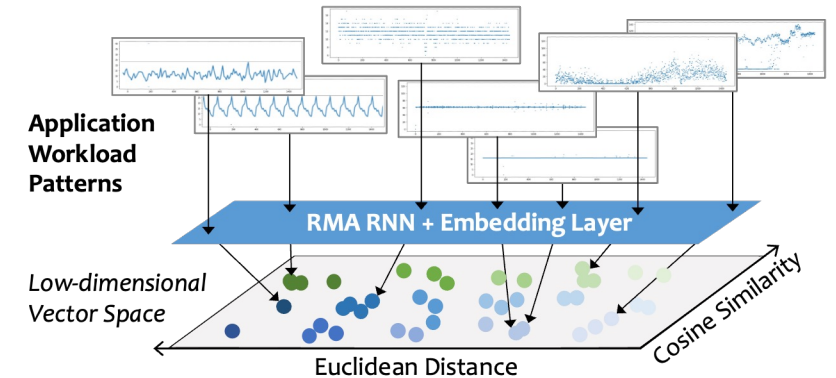 Application
Workload
Patterns
RMA RNN + Embedding Layer
Low-dimensional
Vector Space
Cosine Similarity
Euclidean Distance